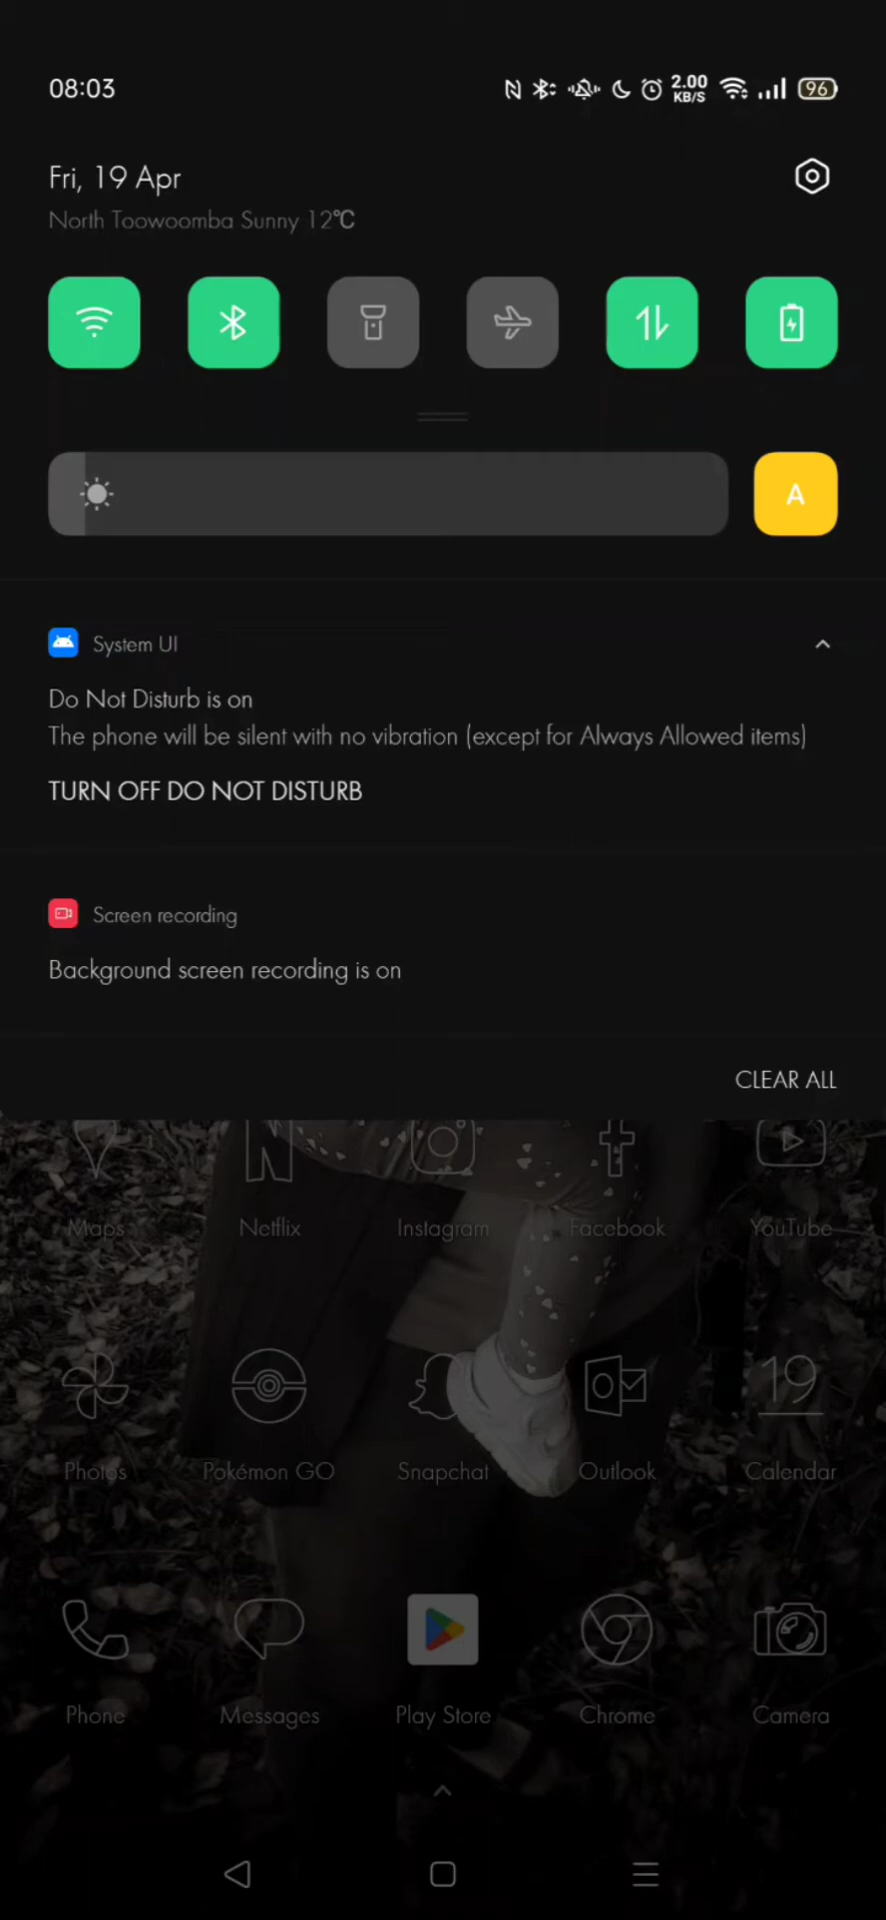 08:03
2.00
KB/S
96
Fri, 19 Apr
North Toowoomba Sunny 12℃
A
System UI
Do Not Disturb is on
The phone will be silent with no vibration (except for Always Allowed items)
TURN OFF DO NOT DISTURB
Screen recording
Background screen recording is on
CLEAR ALL
Maps Netflix Instagram Facebook YouTube
19
Photos Pokémon GO Snapchat Outlook Calendar
Phone Messages Play Store Chrome Camera